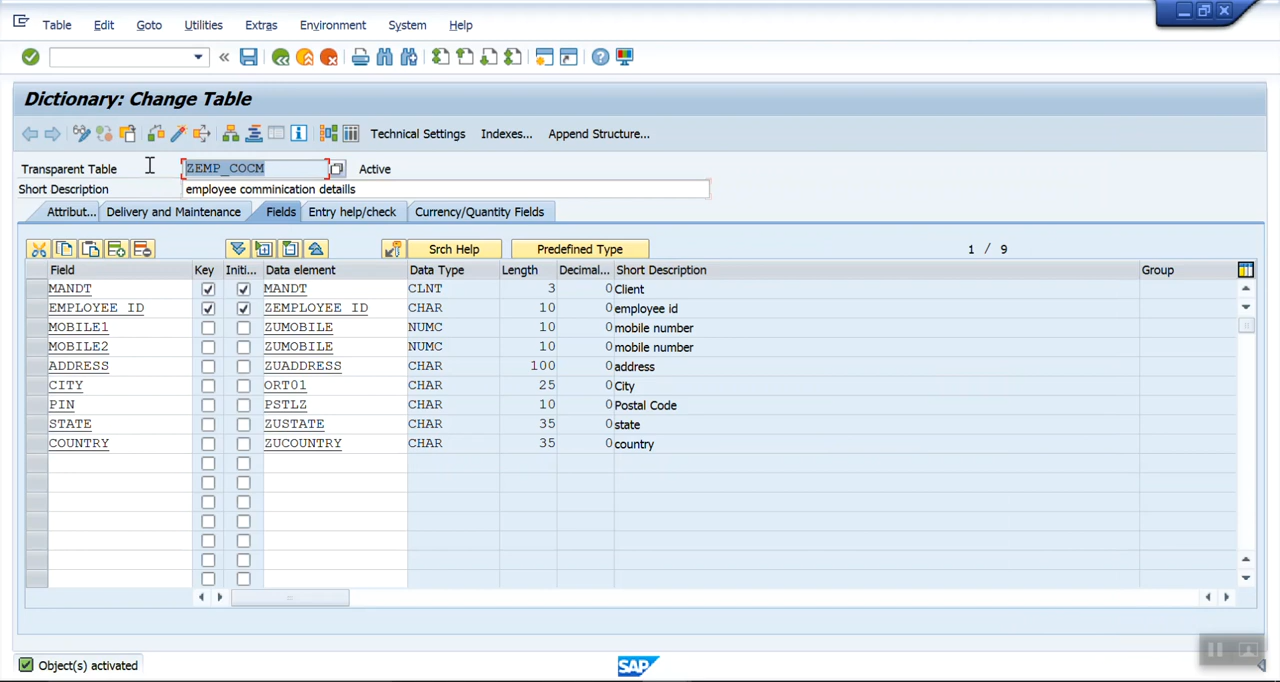 Table Edit Goto Utilities Extras Environment System Help
Dictionary: Change Table
Technical Settings Indexes... Append Structure...
Transparent Table ZEMP_COCM Active
Short Description employee comminication detaills
Attribut... Delivery and Maintenance Fields Entry help/check Currency/Quantity Fields
Srch Help Predefined Type 1 / 9
Field Key Initi... Data element Data Type Length Decimal... Short Description Group
MANDT MANDT CLNT 3 0 Client
EMPLOYEE_ID ZEMPLOYEE_ID CHAR 10 0 employee id
MOBILE1 ZUMOBILE NUMC 10 0 mobile number
MOBILE2 ZUMOBILE NUMC 10 0 mobile number
ADDRESS ZUADDRESS CHAR 100 0 address
CITY ORT01 CHAR 25 0 City
PIN PSTLZ CHAR 10 0 Postal Code
STATE ZUSTATE CHAR 35 0 state
COUNTRY ZUCOUNTRY CHAR 35 0 country
Object(s) activated SAP